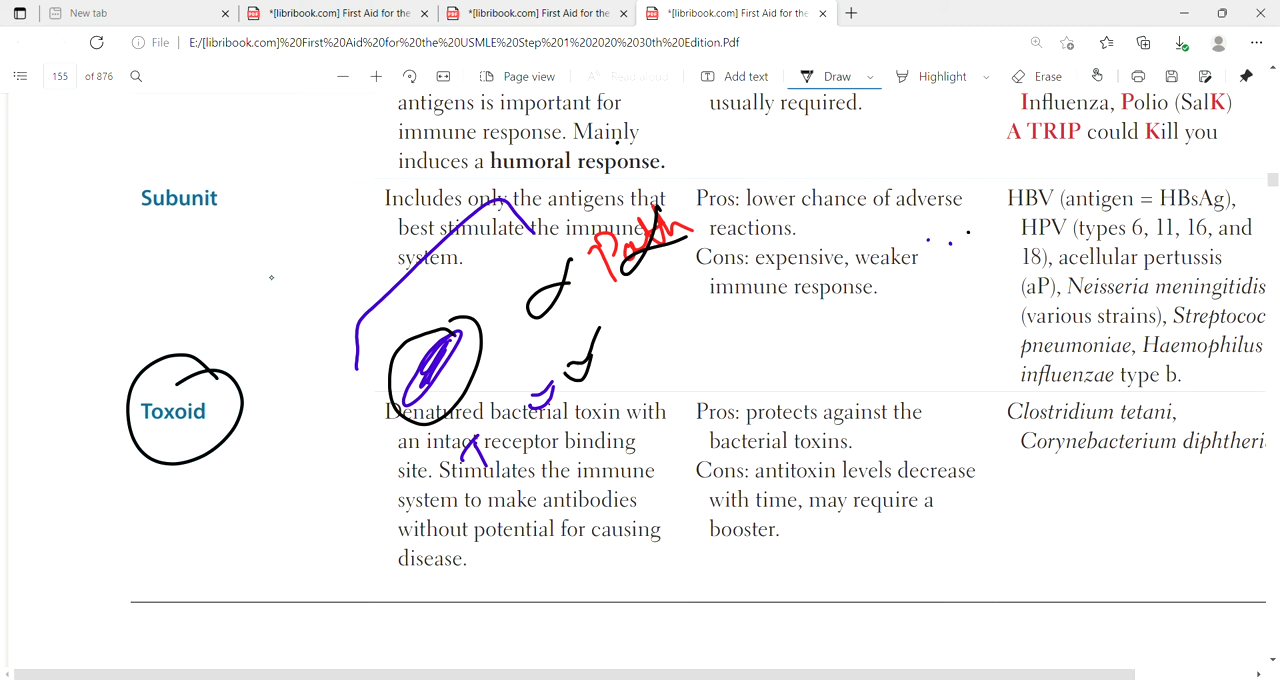 New tab
*[libribook.com] First Aid for the
*[libribook.com] First Aid for the
*[libribook.com] First Aid for the
File
E:/[libribook.com]%20First%20Aid%20for%20the%20USMLE%20Step%201%202020%2030th%20Edition.Pdf
155 of 876
Page view
Read aloud
Add text
Draw
Highlight
Erase
antigens is important for
immune response. Mainly
induces a humoral response.
usually required.
Influenza, Polio (SalK)
A TRIP could Kill you
Subunit
Includes only the antigens that
best stimulate the immune
system.
Path
Pros: lower chance of adverse
reactions.
Cons: expensive, weaker
immune response.
HBV (antigen = HBsAg),
HPV (types 6, 11, 16, and
18), acellular pertussis
(aP), Neisseria meningitidis
(various strains), Streptococ
pneumoniae, Haemophilus
influenzae type b.
Toxoid
Denatured bacterial toxin with
an intact receptor binding
site. Stimulates the immune
system to make antibodies
without potential for causing
disease.
Pros: protects against the
bacterial toxins.
Cons: antitoxin levels decrease
with time, may require a
booster.
Clostridium tetani,
Corynebacterium diphtheri